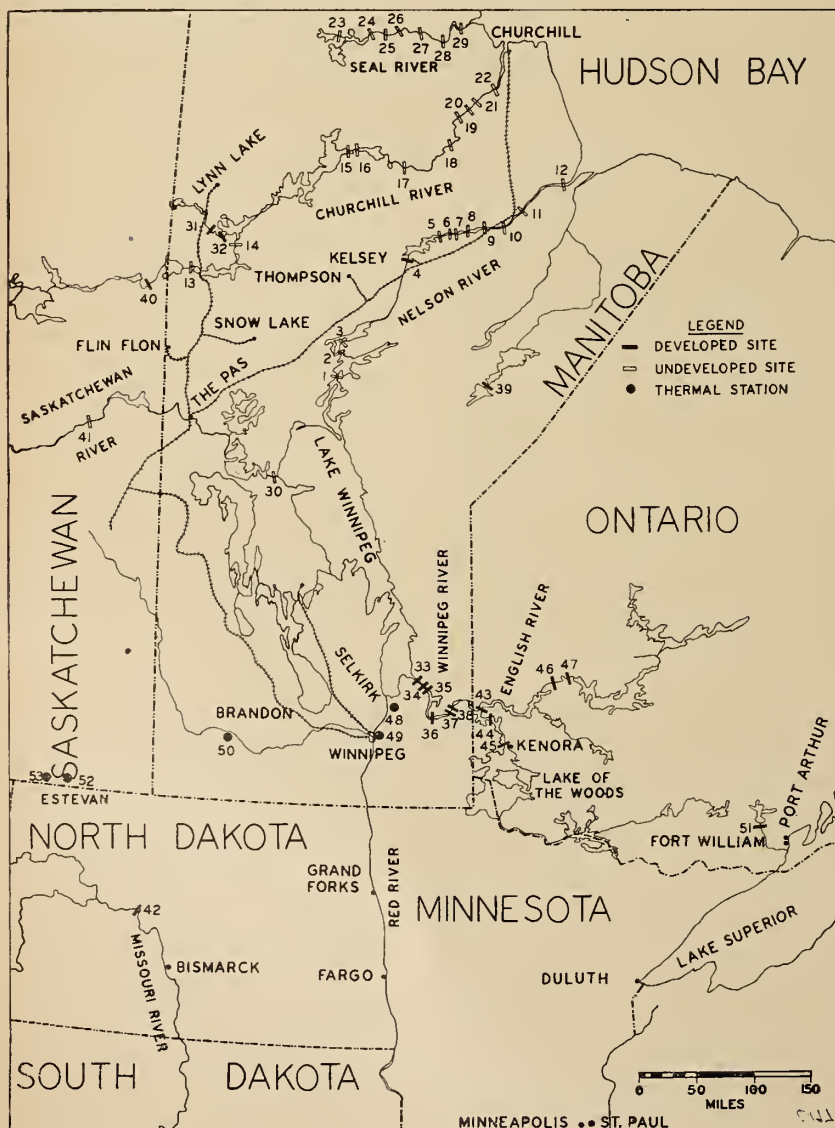 23
24
26
25
27
29
28
CHURCHILL
SEAL RIVER
HUDSON BAY
22
20
21
19
LYNN LAKE
15
16
17
18
12
CHURCHILL RIVER
31
32
14
11
5
6
7
8
9
10
KELSEY
4
13
THOMPSON
40
NELSON RIVER
MANITOBA
SNOW LAKE
FLIN FLON
3
2
1
LEGEND
DEVELOPED SITE
UNDEVELOPED SITE
THERMAL STATION
39
THE PAS
SASKATCHEWAN
RIVER
41
30
LAKE WINNIPEG
SASKATCHEWAN
ONTARIO
WINNIPEG RIVER
ENGLISH RIVER
SELKIRK
33
35
34
43
46
47
BRANDON
48
36
37
38
44
50
49
WINNIPEG
45
KENORA
LAKE OF
THE WOODS
PORT ARTHUR
53
52
ESTEVAN
51
FORT WILLIAM
NORTH DAKOTA
GRAND
FORKS
RED RIVER
MINNESOTA
42
MISSOURI RIVER
BISMARCK
FARGO
DULUTH
LAKE SUPERIOR
SOUTH DAKOTA
0 50 100 150
MILES
MINNEAPOLIS
ST. PAUL